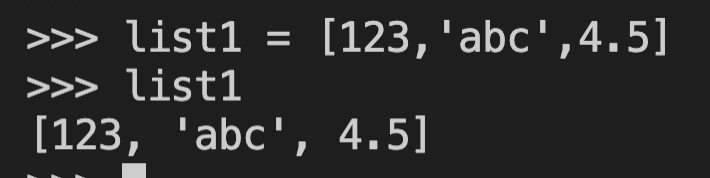 >>> list1 = [123,'abc',4.5]
>>> list1
[123, 'abc', 4.5]
>>>